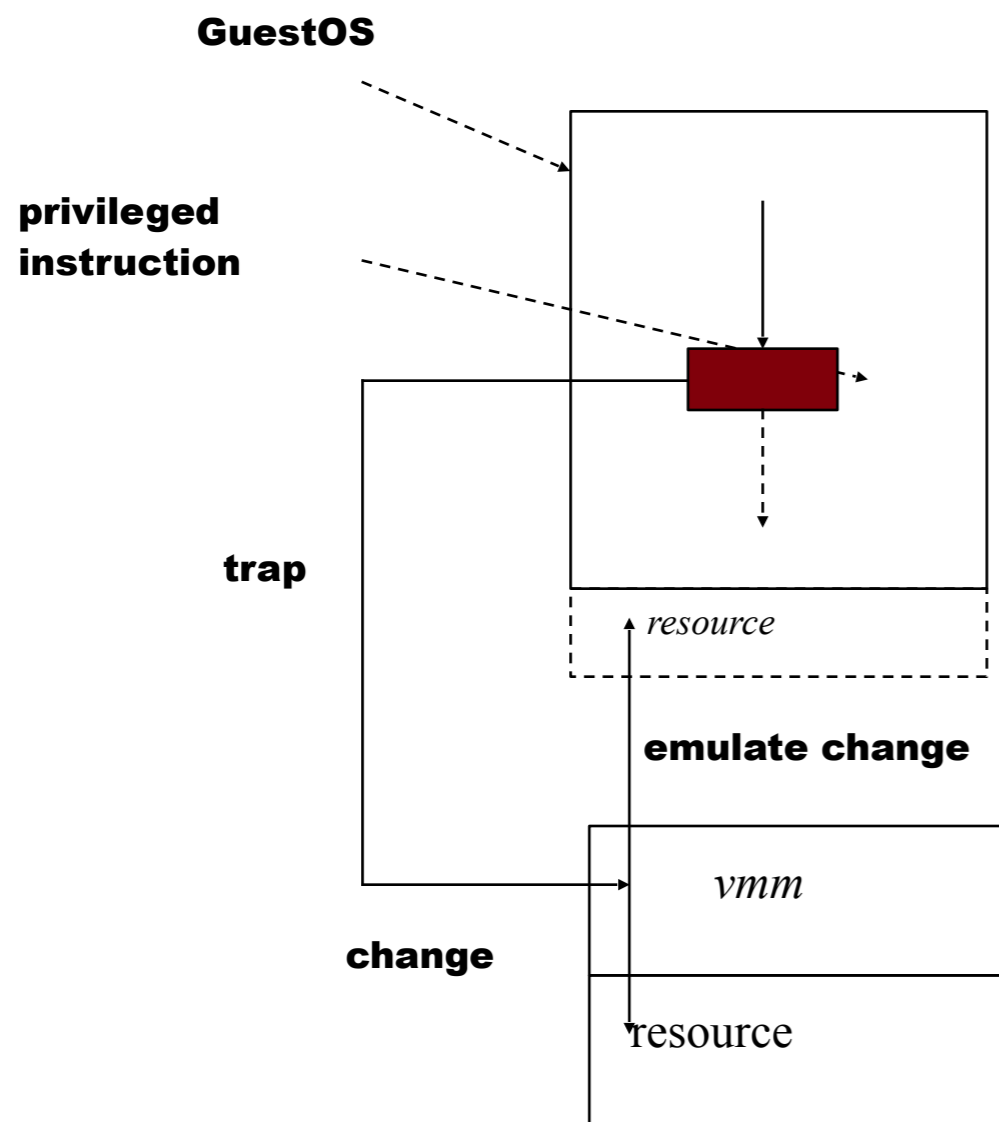 GuestOS
privileged
instruction
trap
resource
emulate change
vmm
change
resource